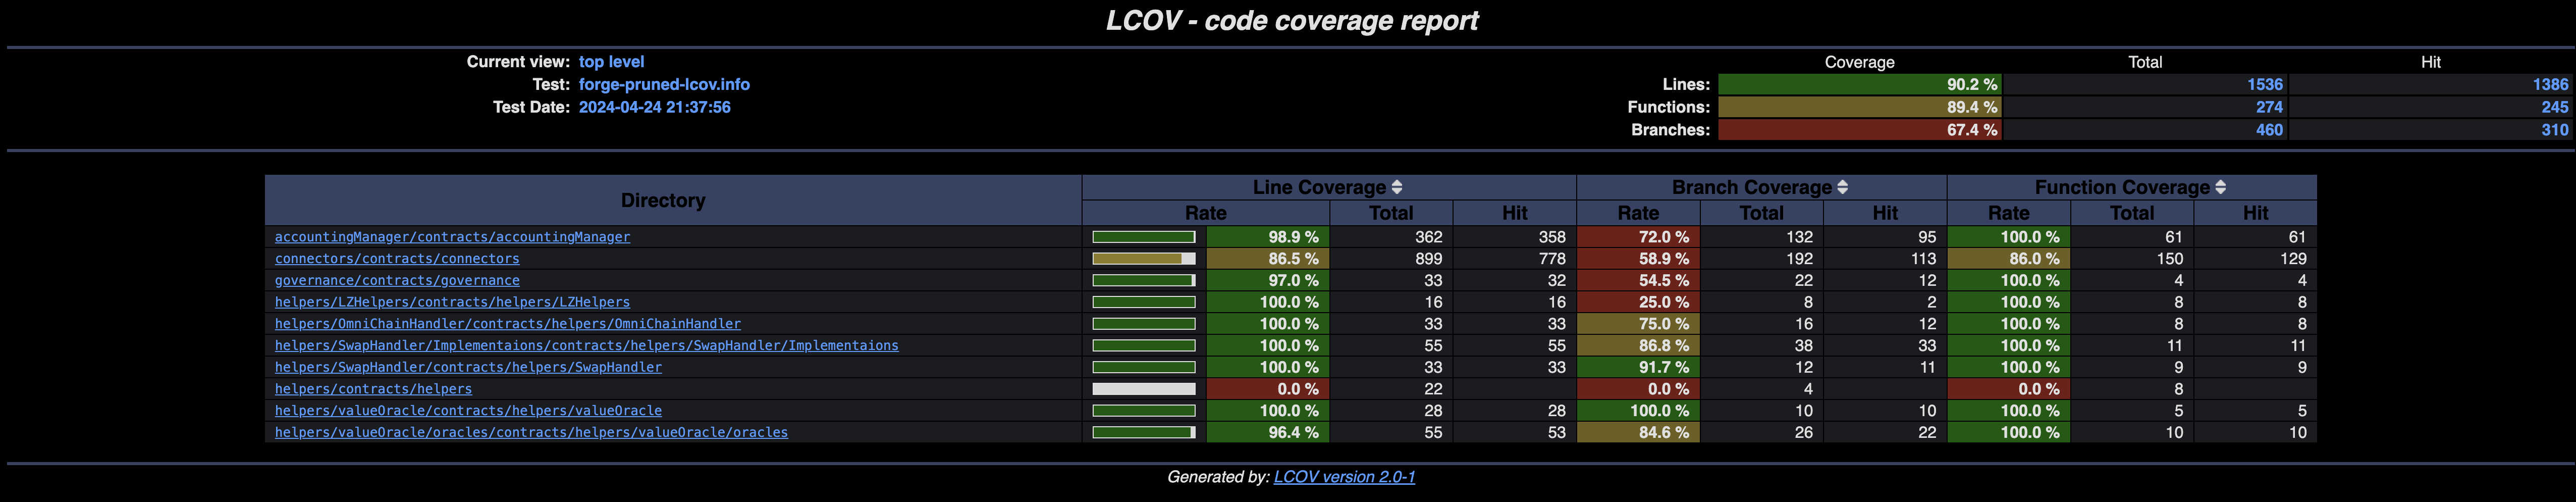 LCOV - code coverage report
Current view: top level
Test: forge-pruned-lcov.info
Test Date: 2024-04-24 21:37:56
Coverage Total Hit
Lines: 90.2 % 1536 1386
Functions: 89.4 % 274 245
Branches: 67.4 % 460 310
Directory Line Coverage Branch Coverage Function Coverage
Rate Total Hit Rate Total Hit Rate Total Hit
accountingManager/contracts/accountingManager 98.9 % 362 358 72.0 % 132 95 100.0 % 61 61
connectors/contracts/connectors 86.5 % 899 778 58.9 % 192 113 86.0 % 150 129
governance/contracts/governance 97.0 % 33 32 54.5 % 22 12 100.0 % 4 4
helpers/LZHelpers/contracts/helpers/LZHelpers 100.0 % 16 16 25.0 % 8 2 100.0 % 8 8
helpers/OmniChainHandler/contracts/helpers/OmniChainHandler 100.0 % 33 33 75.0 % 16 12 100.0 % 8 8
helpers/SwapHandler/Implementaions/contracts/helpers/SwapHandler/Implementaions 100.0 % 55 55 86.8 % 38 33 100.0 % 11 11
helpers/SwapHandler/contracts/helpers/SwapHandler 100.0 % 33 33 91.7 % 12 11 100.0 % 9 9
helpers/contracts/helpers 0.0 % 22 0.0 % 4 0.0 % 8
helpers/valueOracle/contracts/helpers/valueOracle 100.0 % 28 28 100.0 % 10 10 100.0 % 5 5
helpers/valueOracle/oracles/contracts/helpers/valueOracle/oracles 96.4 % 55 53 84.6 % 26 22 100.0 % 10 10
Generated by: LCOV version 2.0-1